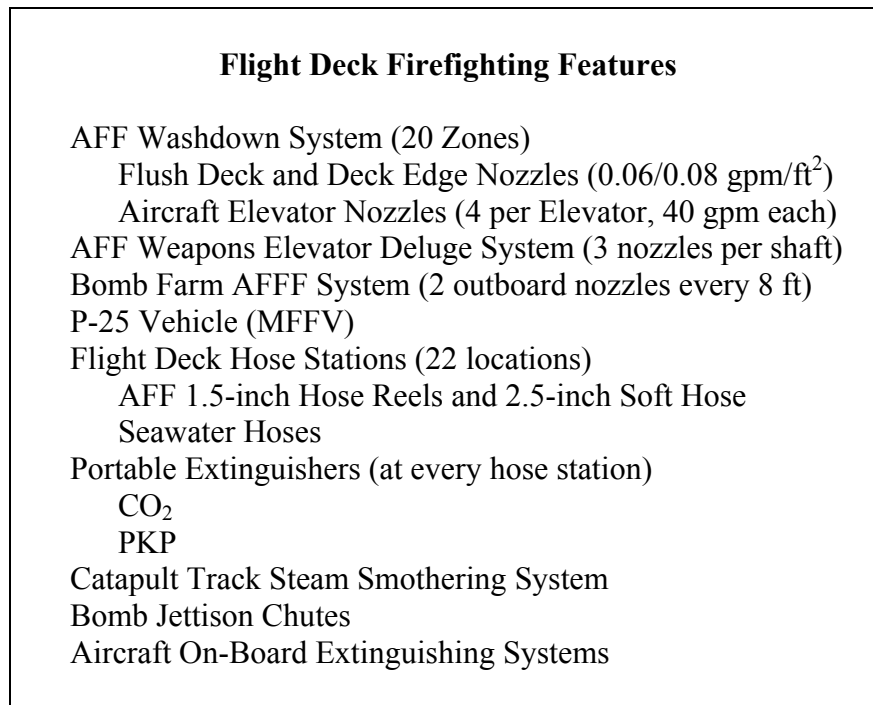 Flight Deck Firefighting Features
AFF Washdown System (20 Zones)
Flush Deck and Deck Edge Nozzles (0.06/0.08 gpm/ft²)
Aircraft Elevator Nozzles (4 per Elevator, 40 gpm each)
AFF Weapons Elevator Deluge System (3 nozzles per shaft)
Bomb Farm AFFF System (2 outboard nozzles every 8 ft)
P-25 Vehicle (MFFV)
Flight Deck Hose Stations (22 locations)
AFF 1.5-inch Hose Reels and 2.5-inch Soft Hose
Seawater Hoses
Portable Extinguishers (at every hose station)
CO₂
PKP
Catapult Track Steam Smothering System
Bomb Jettison Chutes
Aircraft On-Board Extinguishing Systems